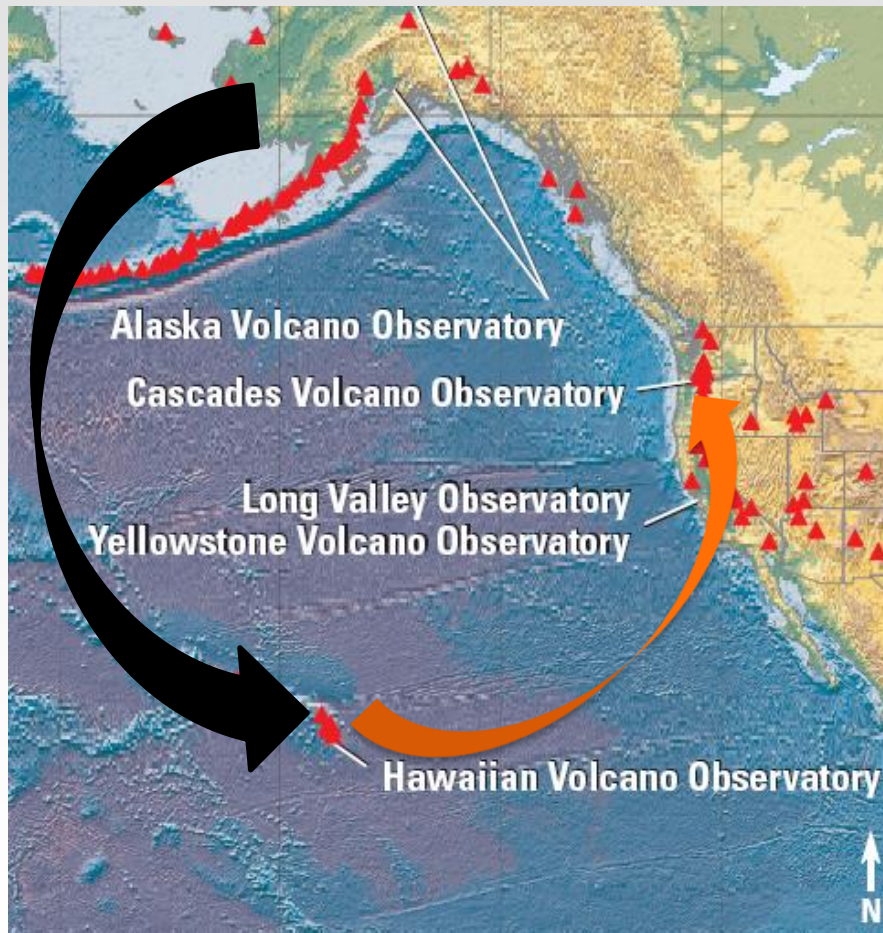 Alaska Volcano Observatory
Cascades Volcano Observatory
Long Valley Observatory
Yellowstone Volcano Observatory
Hawaiian Volcano Observatory
N